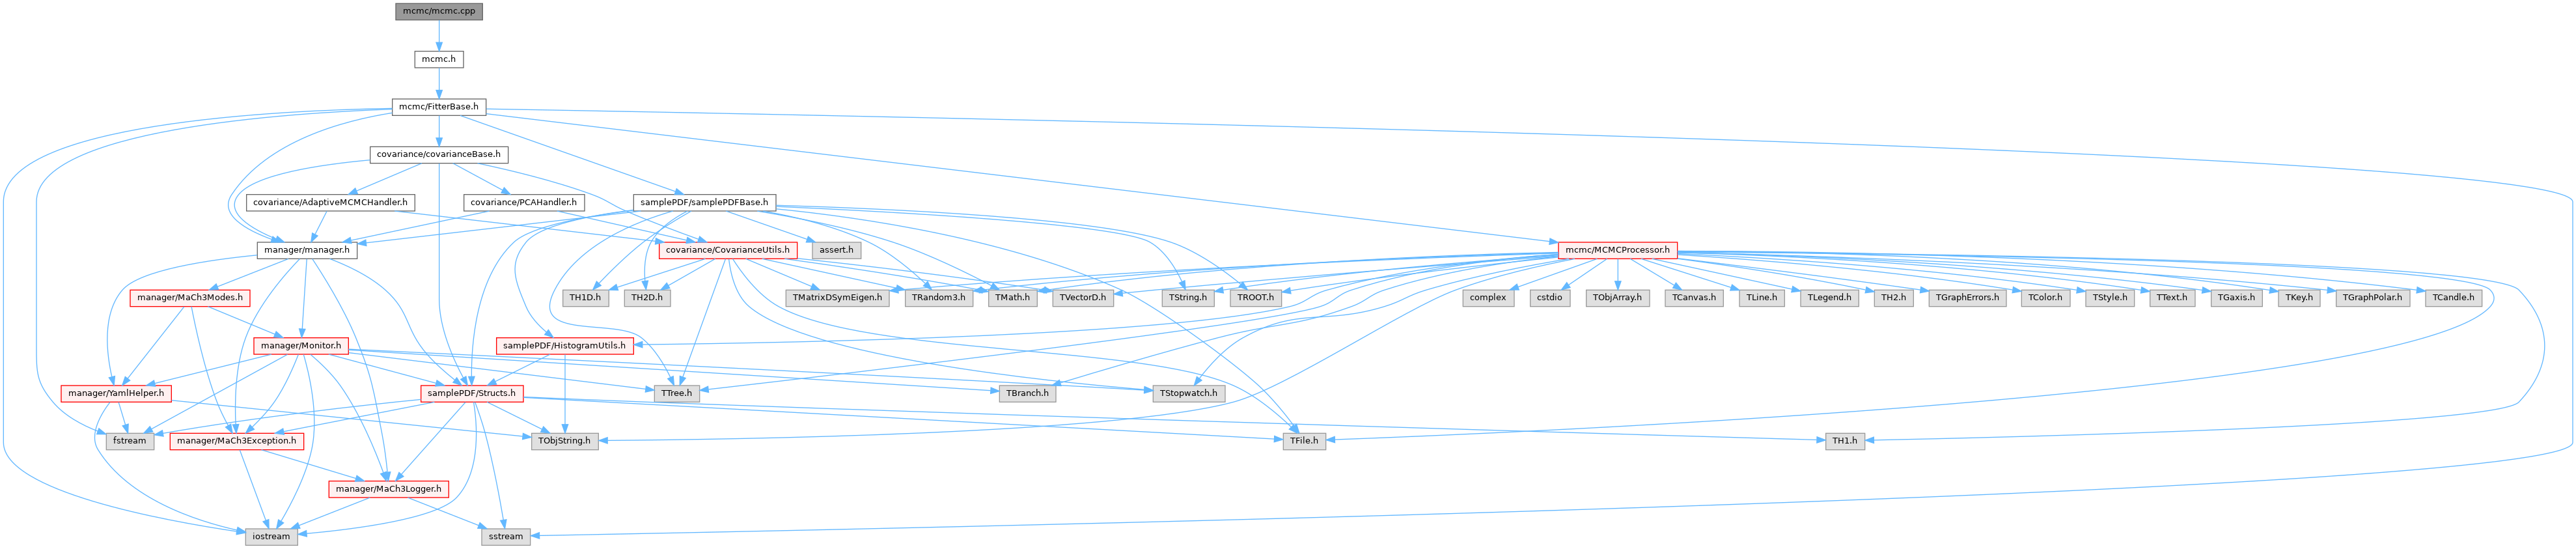 mcmc/mcmc.cpp
mcmc.h
mcmc/FitterBase.h
covariance/covarianceBase.h
covariance/AdaptiveMCMCHandler.h
covariance/PCAHandler.h
samplePDF/samplePDFBase.h
manager/manager.h
covariance/CovarianceUtils.h
assert.h
mcmc/MCMCProcessor.h
manager/MaCh3Modes.h
TH1D.h
TH2D.h
TMatrixDSymEigen.h
TRandom3.h
TMath.h
TVectorD.h
TString.h
TROOT.h
complex
cstdio
TObjArray.h
TCanvas.h
TLine.h
TLegend.h
TH2.h
TGraphErrors.h
TColor.h
TStyle.h
TText.h
TGaxis.h
TKey.h
TGraphPolar.h
TCandle.h
manager/Monitor.h
samplePDF/HistogramUtils.h
manager/YamlHelper.h
samplePDF/Structs.h
TTree.h
TBranch.h
TStopwatch.h
fstream
manager/MaCh3Exception.h
TObjString.h
TFile.h
TH1.h
manager/MaCh3Logger.h
iostream
sstream